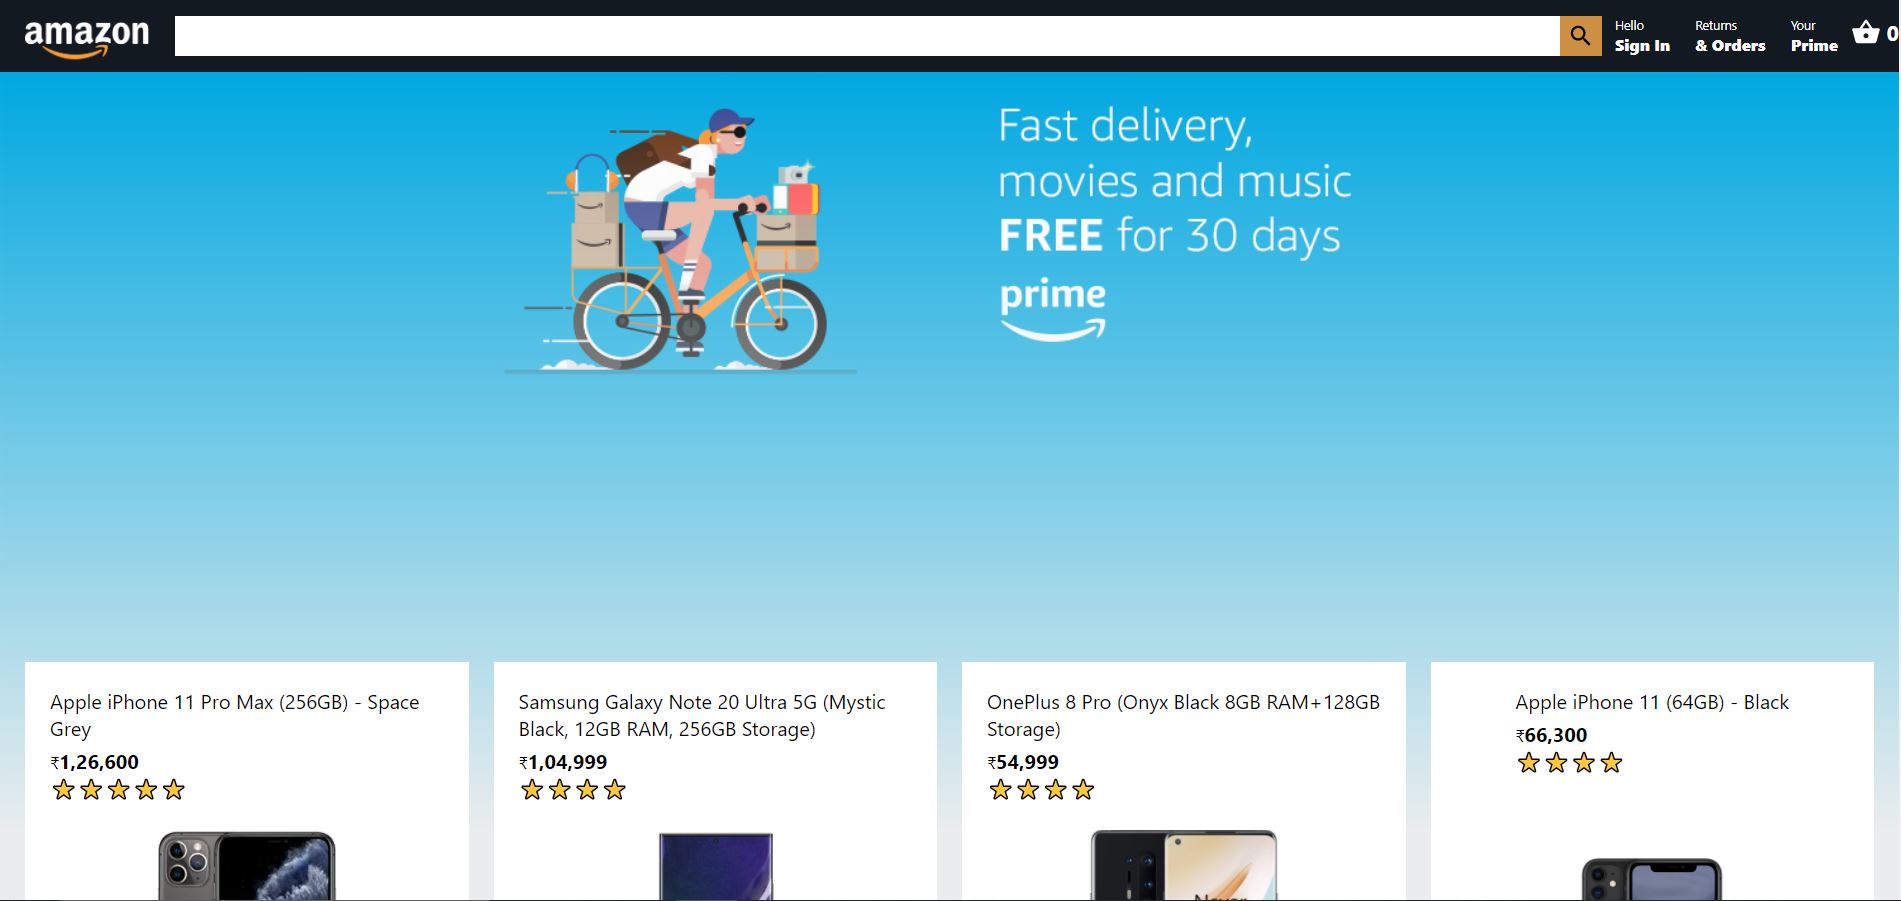 amazon
Hello
Sign In
Returns
& Orders
Your
Prime
0
Fast delivery,
movies and music
FREE for 30 days
prime
Apple iPhone 11 Pro Max (256GB) - Space
Grey
₹1,26,600
Samsung Galaxy Note 20 Ultra 5G (Mystic
Black, 12GB RAM, 256GB Storage)
₹1,04,999
OnePlus 8 Pro (Onyx Black 8GB RAM+128GB
Storage)
₹54,999
Apple iPhone 11 (64GB) - Black
₹66,300